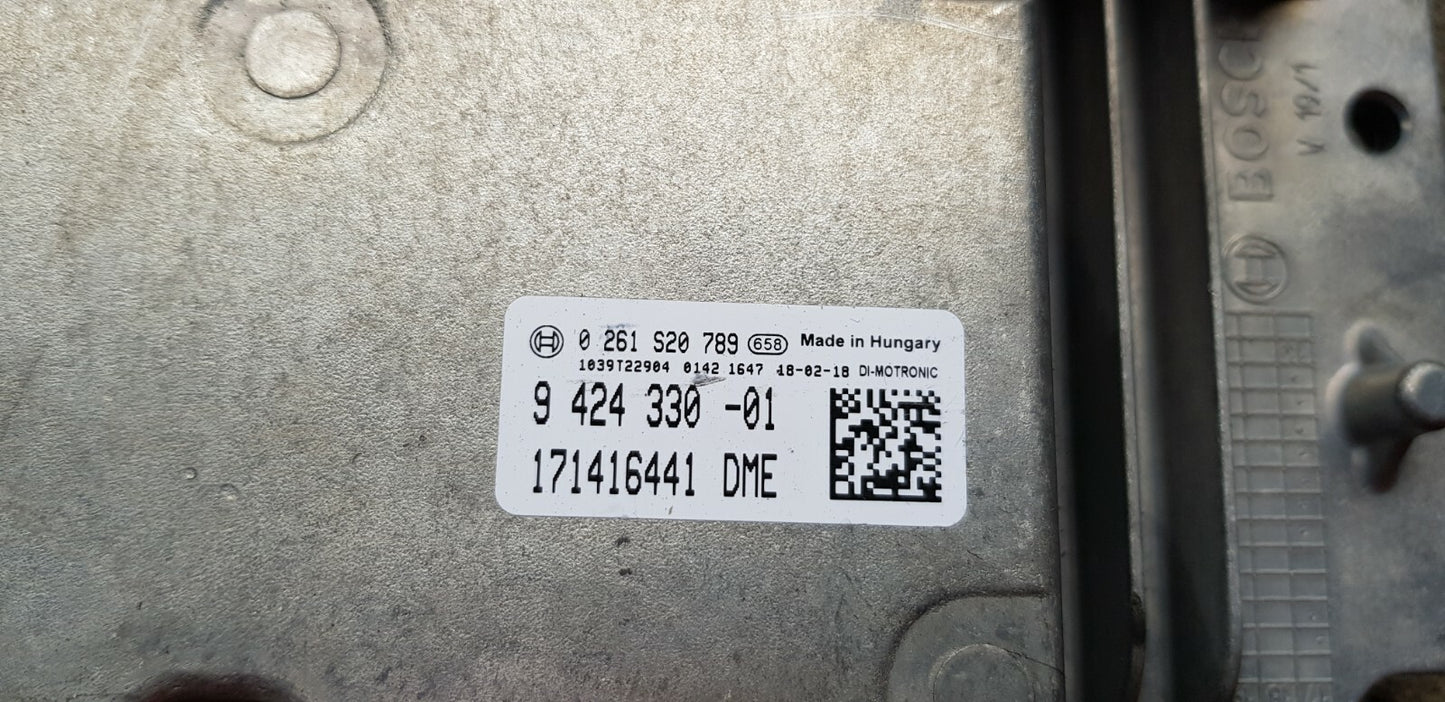 0 261 S20 789 658 Made in Hungary
1039T22904 0142 1647 18-02-18 DI-MOTRONIC
9 424 330 -01
171416441 DME
BOSCH